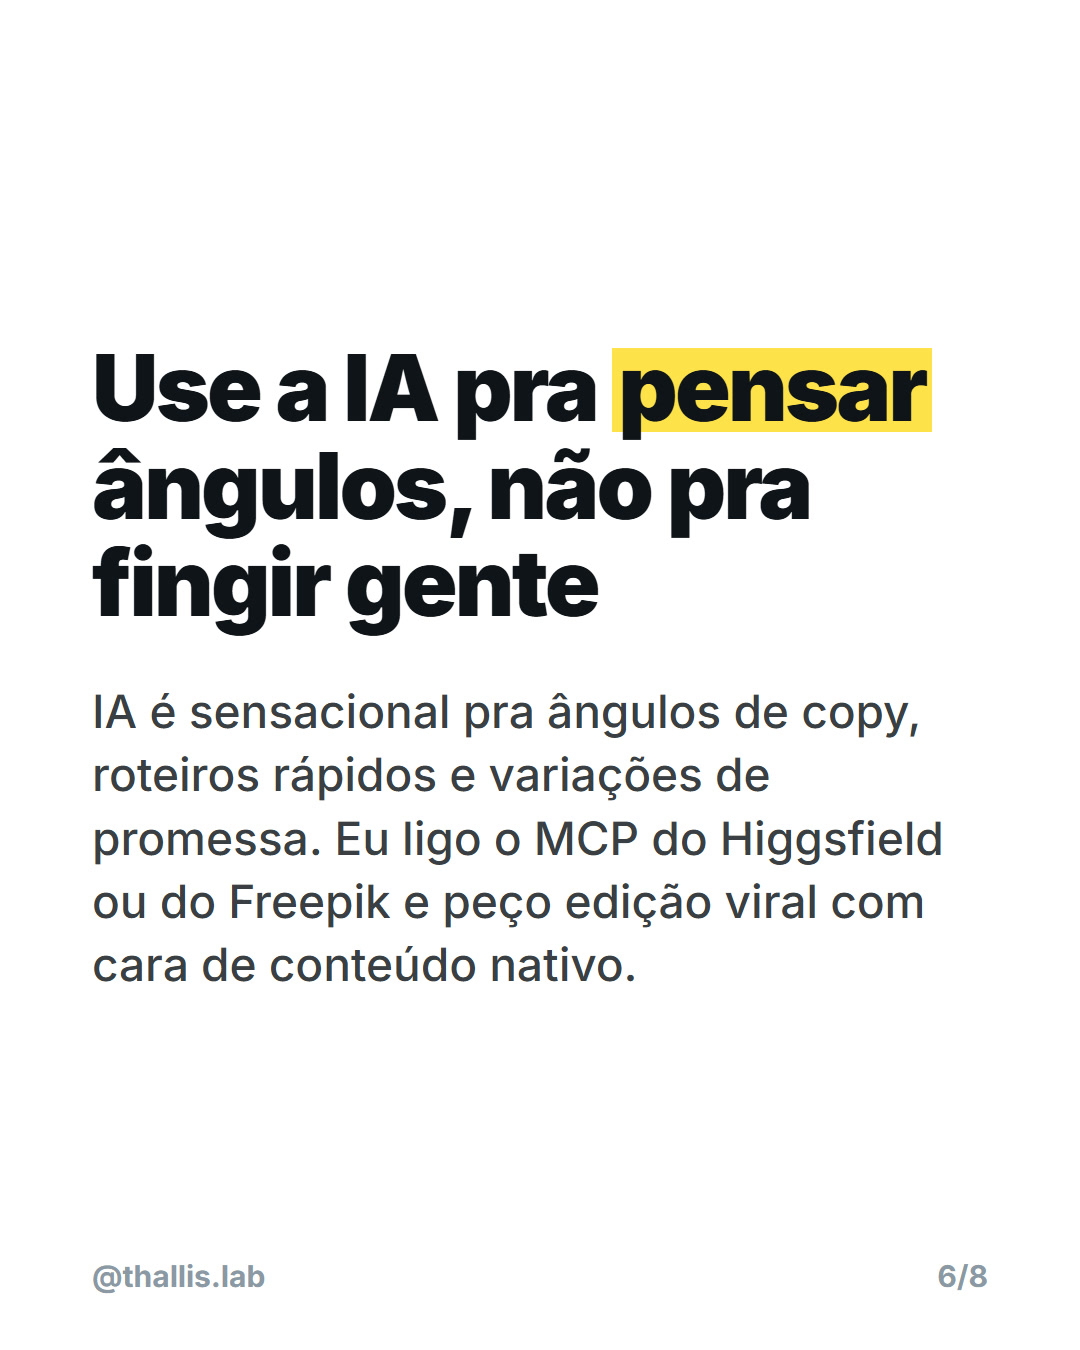 Use a IA pra pensar
ângulos, não pra
fingir gente
IA é sensacional pra ângulos de copy,
roteiros rápidos e variações de
promessa. Eu ligo o MCP do Higgsfield
ou do Freepik e peço edição viral com
cara de conteúdo nativo.
@thallis.lab
6/8